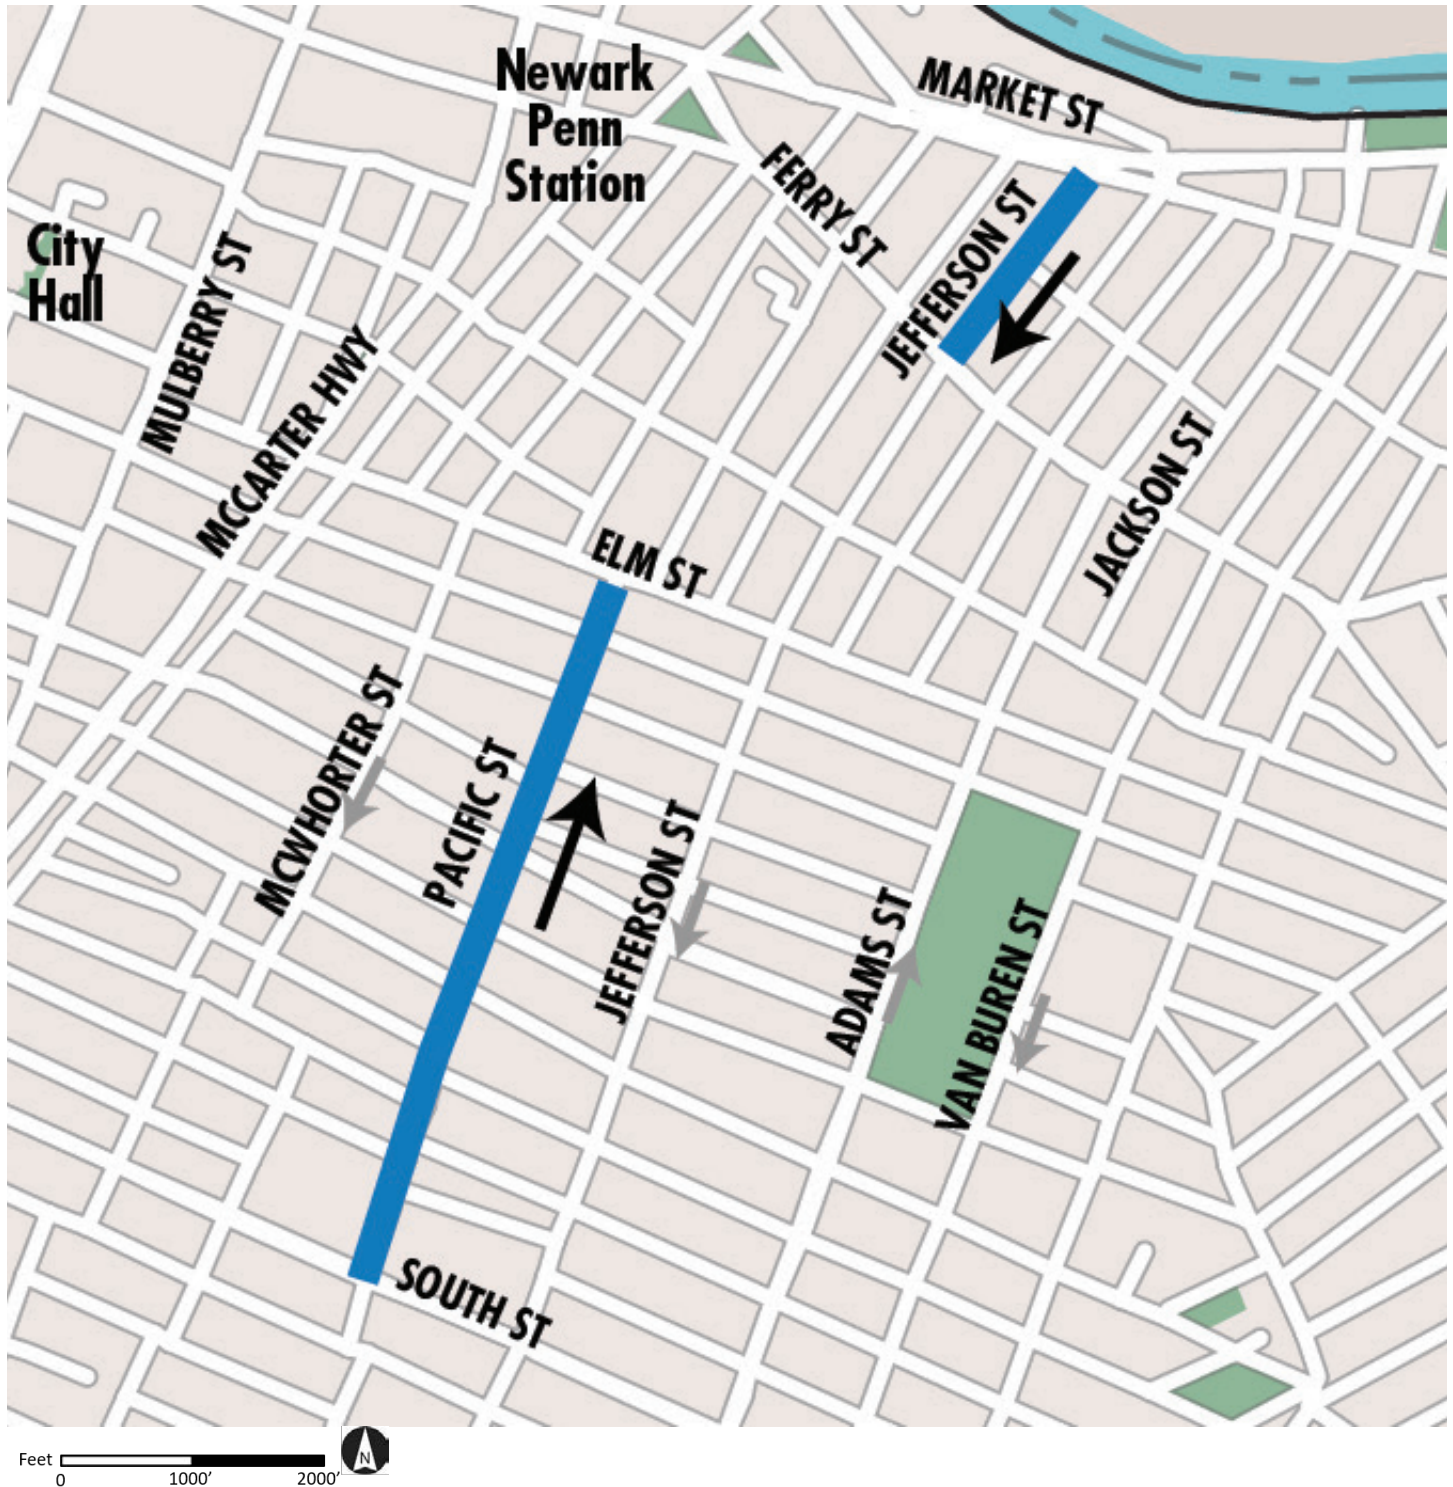 Newark
Penn
Station
MARKET ST
FERRY ST
JEFFERSON ST
City
Hall
MULBERRY ST
MCCARTER HWY
JACKSON ST
ELM ST
MCWHORTER ST
PACIFIC ST
JEFFERSON ST
ADAMS ST
VAN BUREN ST
SOUTH ST
Feet
0
1000'
2000'
N